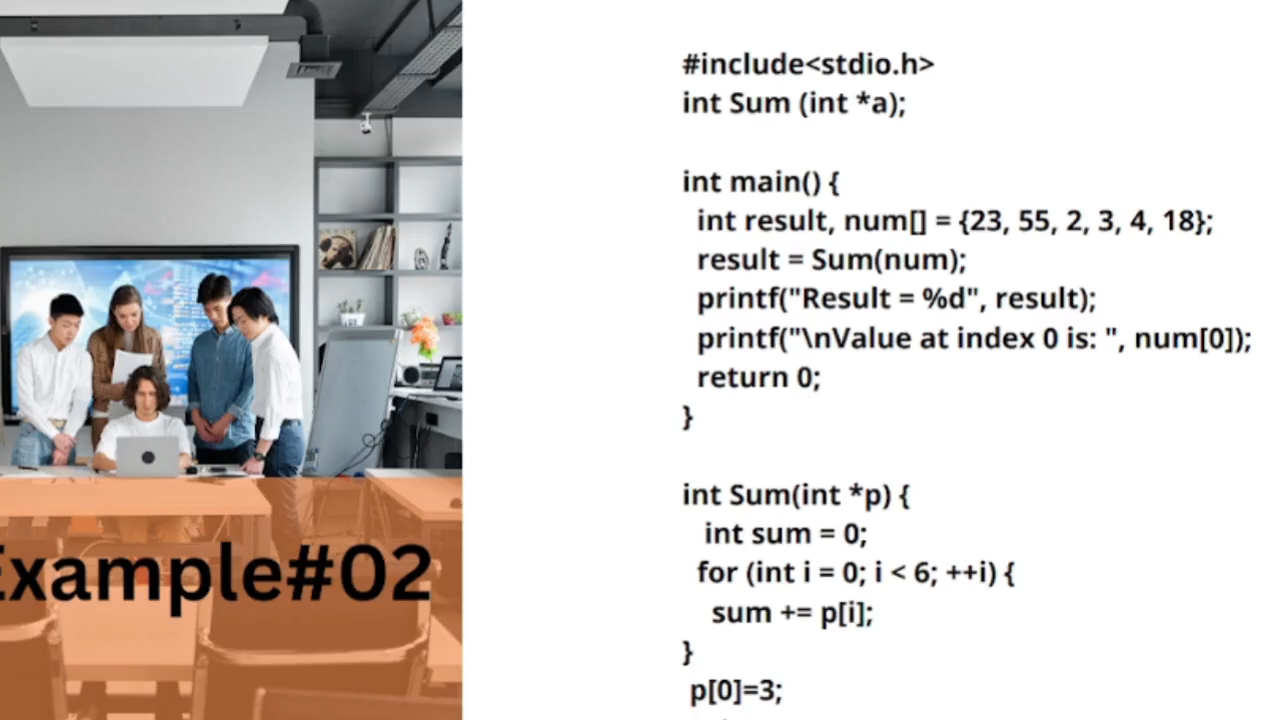 #include<stdio.h>
int Sum (int *a);
int main() {
int result, num[] = {23, 55, 2, 3, 4, 18};
result = Sum(num);
printf("Result = %d", result);
printf("\nValue at index 0 is: ", num[0]);
return 0;
}
int Sum(int *p) {
int sum = 0;
for (int i = 0; i < 6; ++i) {
sum += p[i];
}
p[0]=3;
Example#02